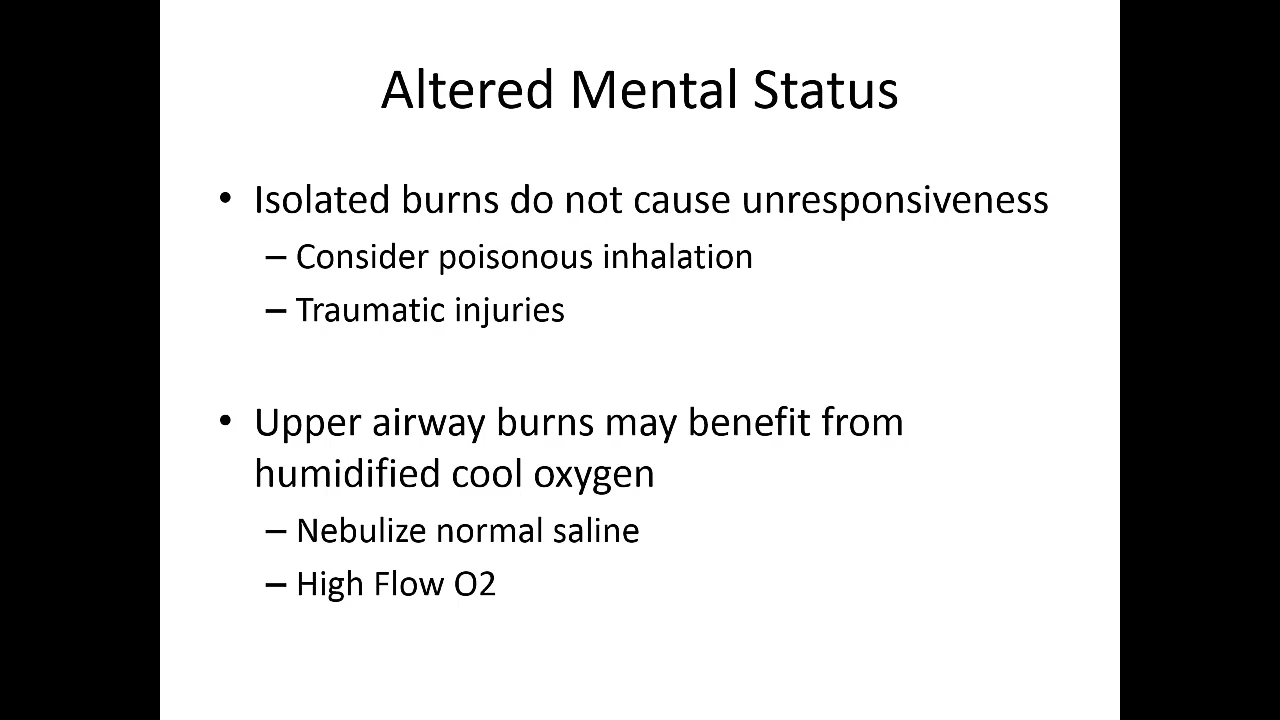 Altered Mental Status
• Isolated burns do not cause unresponsiveness
– Consider poisonous inhalation
– Traumatic injuries
• Upper airway burns may benefit from
humidified cool oxygen
– Nebulize normal saline
– High Flow O2